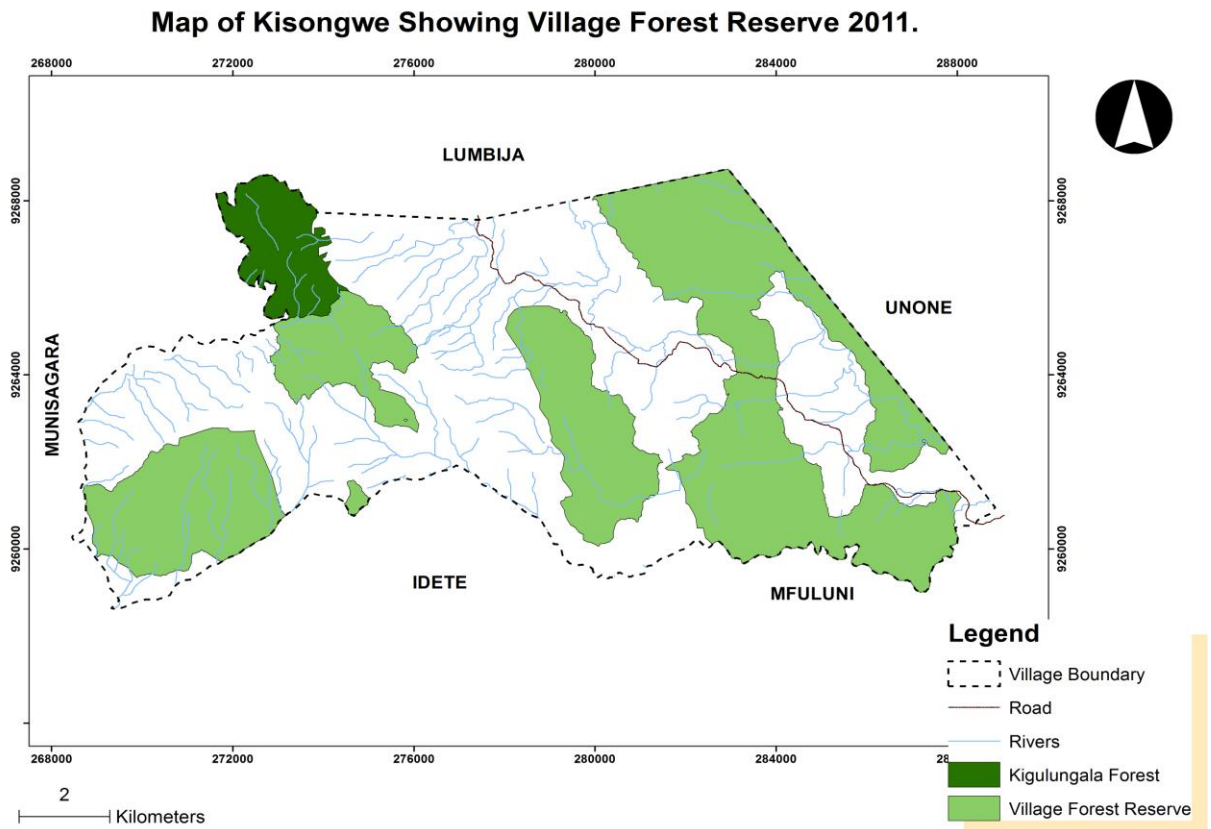 Map of Kisongwe Showing Village Forest Reserve 2011.
268000 272000 276000 280000 284000 288000
LUMBIJA
9268000 9268000
UNONE
MUNISAGARA
9264000 9264000
9260000 9260000
IDETE
MFULUNI
Legend
Village Boundary
Road
Rivers
Kigulungala Forest
Village Forest Reserve
268000 272000 276000 280000 284000
2
Kilometers